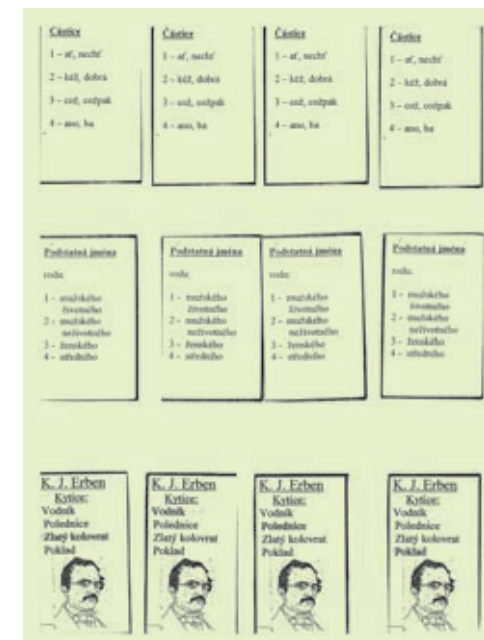 Částice
1 – ať, nechť
2 – kéž, dobrá
3 – což, cožpak
4 – ano, ba
Částice
1 – ať, nechť
2 – kéž, dobrá
3 – což, cožpak
4 – ano, ba
Částice
1 – ať, nechť
2 – kéž, dobrá
3 – což, cožpak
4 – ano, ba
Částice
1 – ať, nechť
2 – kéž, dobrá
3 – což, cožpak
4 – ano, ba
Podstatná jména
rodu:
1 - mužského
životného
2 - mužského
neživotného
3 - ženského
4 - středního
Podstatná jména
rodu:
1 - mužského
životného
2 - mužského
neživotného
3 - ženského
4 - středního
Podstatná jména
rodu:
1 - mužského
životného
2 - mužského
neživotného
3 - ženského
4 - středního
Podstatná jména
rodu:
1 - mužského
životného
2 - mužského
neživotného
3 - ženského
4 - středního
K. J. Erben
Kytice:
Vodník
Polednice
Zlatý kolovrat
Poklad
K. J. Erben
Kytice:
Vodník
Polednice
Zlatý kolovrat
Poklad
K. J. Erben
Kytice:
Vodník
Polednice
Zlatý kolovrat
Poklad
K. J. Erben
Kytice:
Vodník
Polednice
Zlatý kolovrat
Poklad